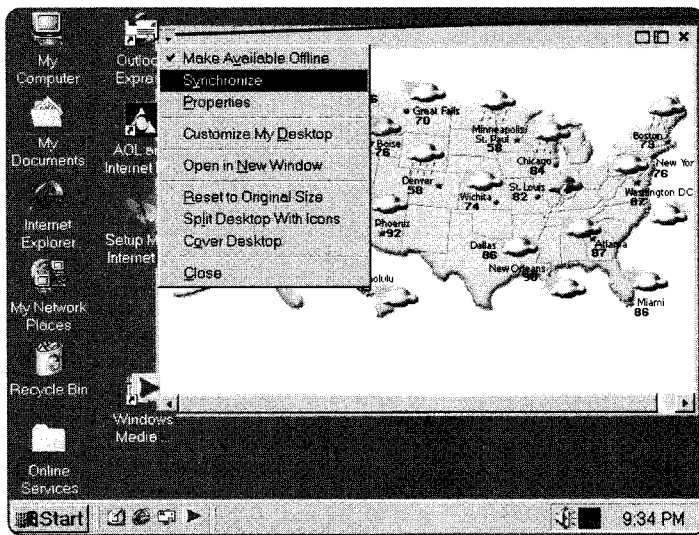 My
Computer
Outloo
Expre
My
Documents
AOL
Internet
Internet
Explorer
Setup M
Internet
My Network
Places
Recycle Bin
Windows
Media ...
Online
Services
✓ Make Available Offline
Synchronize
Properties
Customize My Desktop
Open in New Window
Reset to Original Size
Split Desktop With Icons
Cover Desktop
Close
Great Falls
70
Boise
76
Minneapolis
St. Paul
58
Boston
73
New Yor
76
Chicago
64
Washington DC
67
Denver
58
St. Louis
82
Wichita
74
Phoenix
92
Dallas
86
Atlanta
87
New Orleans
Miami
86
Start
9:34 PM